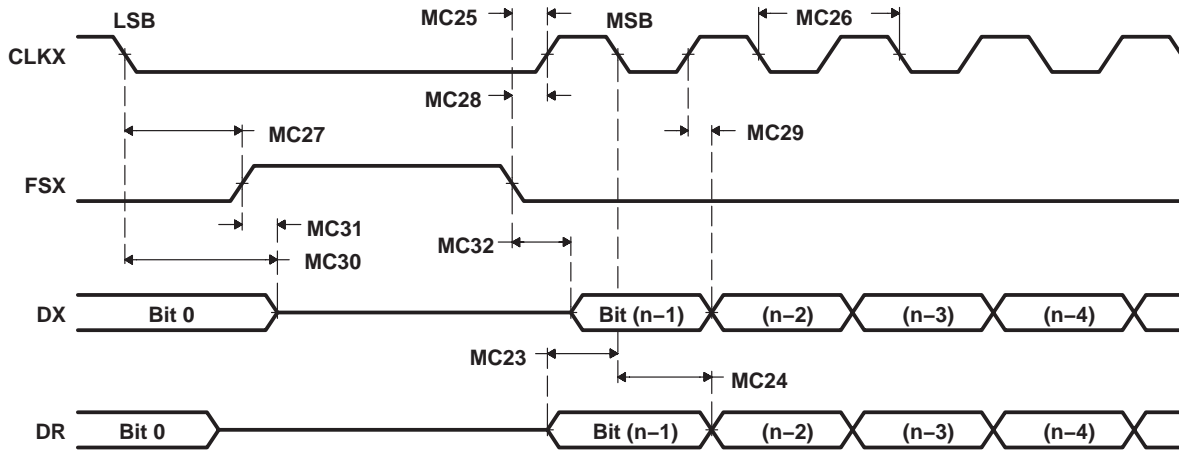 LSB
MC25
MSB
MC26
CLKX
MC28
MC27
MC29
FSX
MC31
MC32
MC30
DX
Bit 0
Bit (n–1)
(n–2)
(n–3)
(n–4)
MC23
MC24
DR
Bit 0
Bit (n–1)
(n–2)
(n–3)
(n–4)